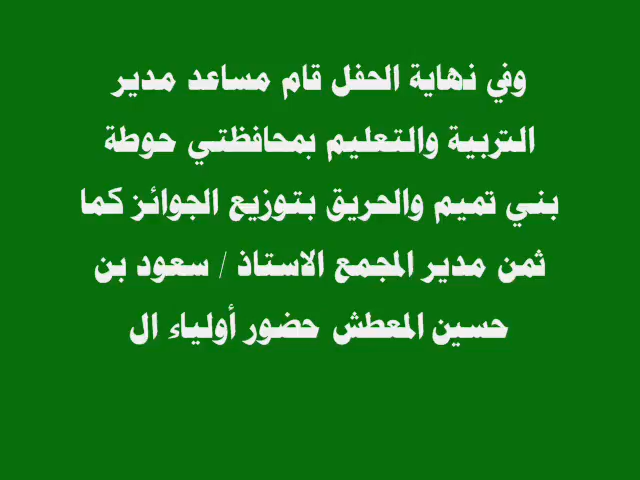 وفي نهاية الحفل قام مساعد مدير
التربية والتعليم بمحافظتي حوطة
بني تميم والحريق بتوزيع الجوائز كما
ثمن مدير المجمع الاستاذ / سعود بن
حسين المعطش حضور أولياء ال